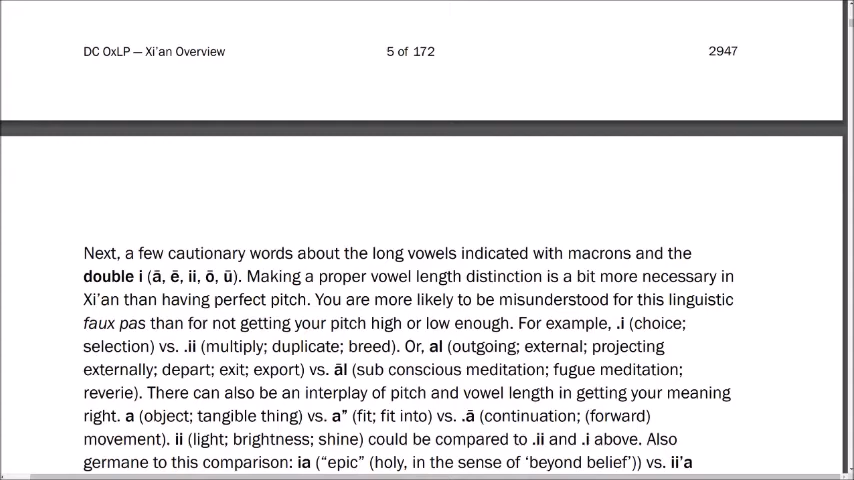 DC OxLP — Xi’an Overview 5 of 172 2947
Next, a few cautionary words about the long vowels indicated with macrons and the
double i (ā, ē, ii, ō, ū). Making a proper vowel length distinction is a bit more necessary in
Xi’an than having perfect pitch. You are more likely to be misunderstood for this linguistic
faux pas than for not getting your pitch high or low enough. For example, .i (choice;
selection) vs. .ii (multiply; duplicate; breed). Or, al (outgoing; external; projecting
externally; depart; exit; export) vs. āl (sub conscious meditation; fugue meditation;
reverie). There can also be an interplay of pitch and vowel length in getting your meaning
right. a (object; tangible thing) vs. a” (fit; fit into) vs. .ā (continuation; (forward)
movement). ii (light; brightness; shine) could be compared to .ii and .i above. Also
germane to this comparison: ia (“epic” (holy, in the sense of ‘beyond belief’)) vs. ii’a